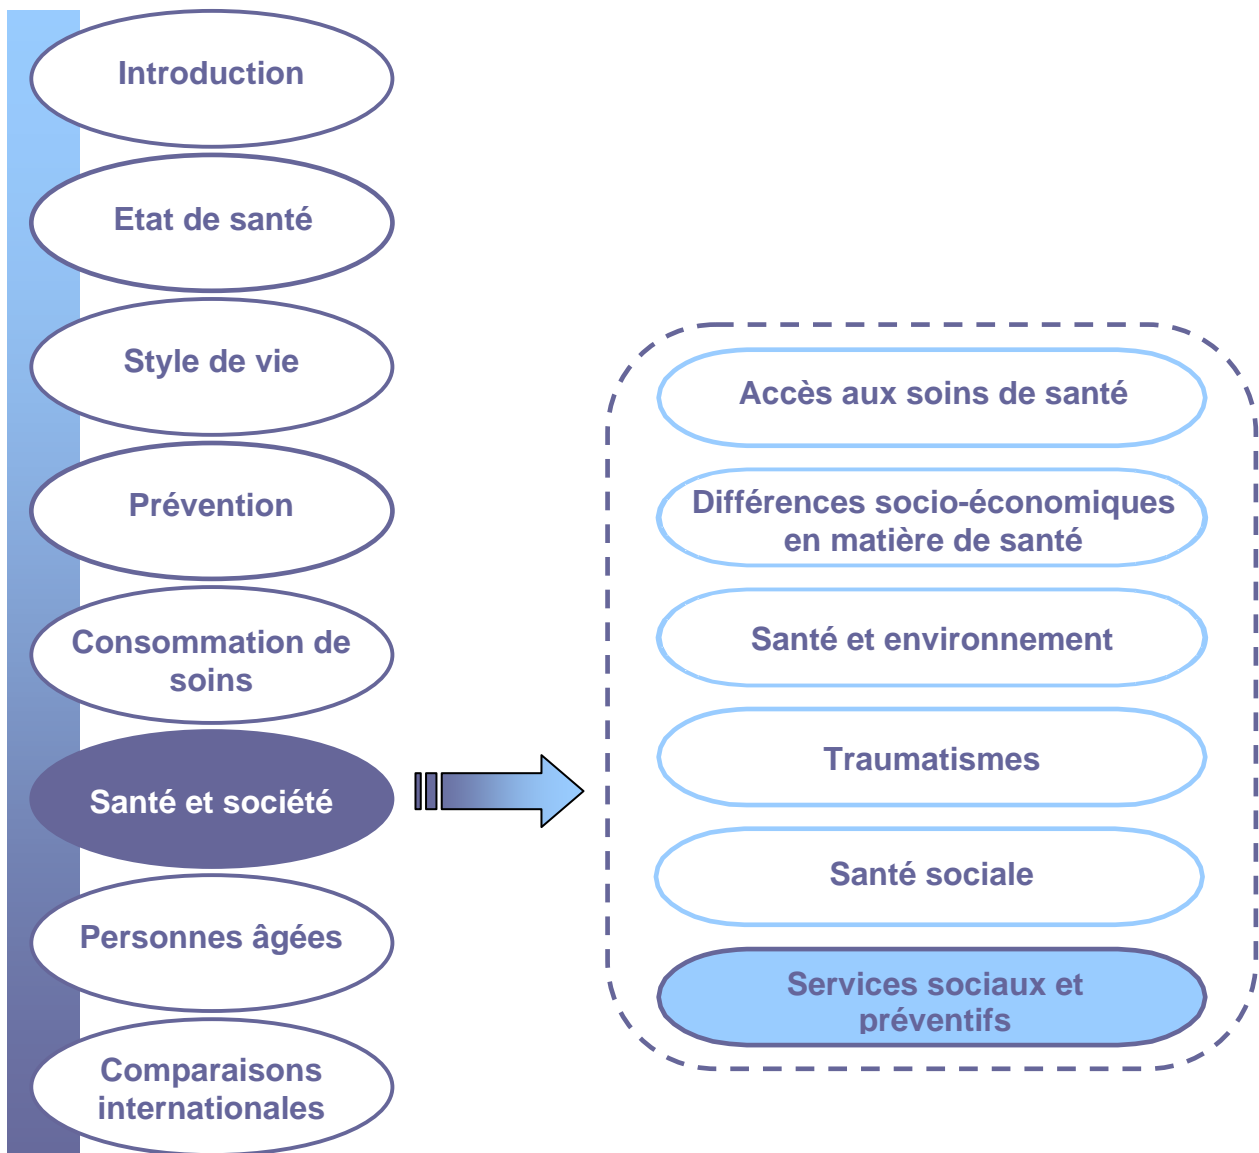 Introduction
Etat de santé
Style de vie
Prévention
Consommation de
soins
Santé et société
Personnes âgées
Comparaisons
internationales
Accès aux soins de santé
Différences socio-économiques
en matière de santé
Santé et environnement
Traumatismes
Santé sociale
Services sociaux et
préventifs